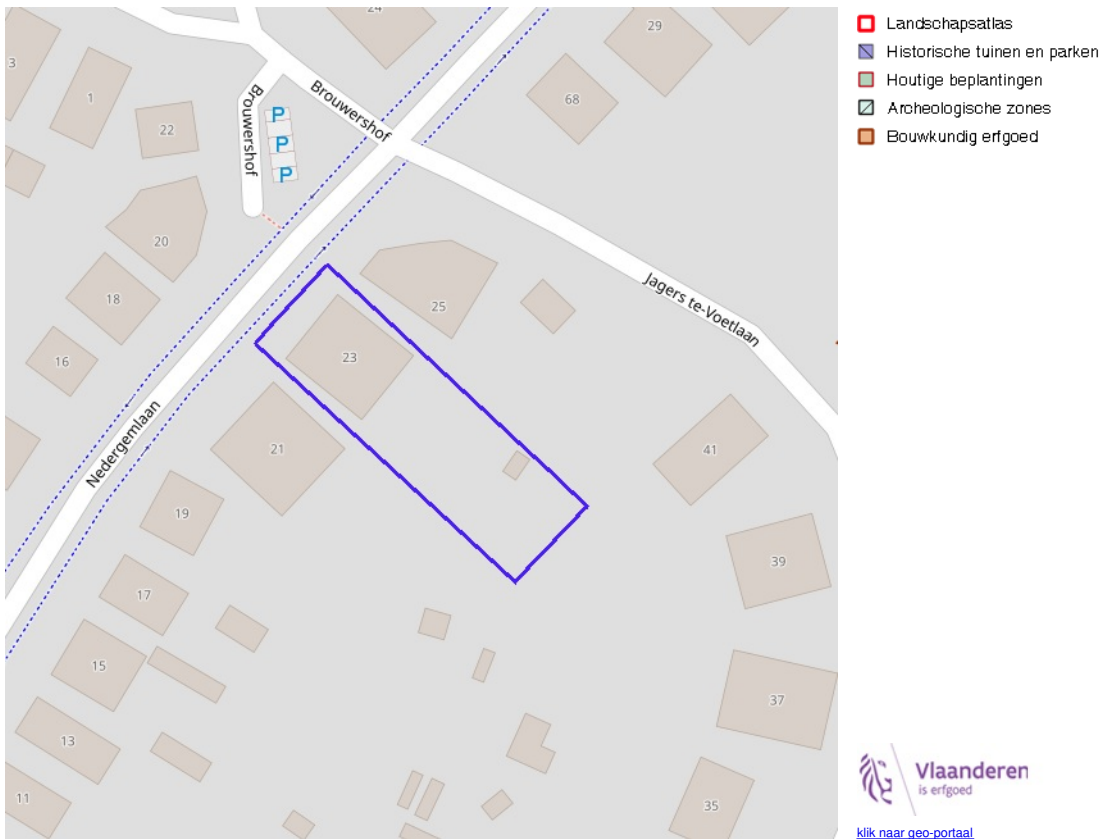 24
29
3
1
22
68
Brouwershof
Brouwershof
P
P
P
20
18
16
25
23
21
Jagers te-Voetlaan
Nedergemlaan
19
17
15
13
11
41
39
37
35
Landschapsatlas
Historische tuinen en parken
Houtige beplantingen
Archeologische zones
Bouwkundig erfgoed
Vlaanderen
is erfgoed
klik naar geo-portaal